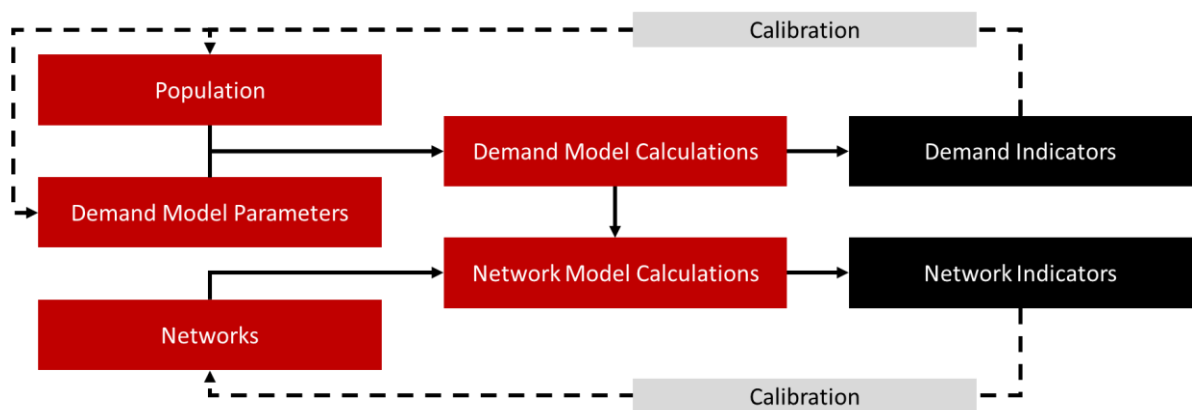 Calibration
Population
Demand Model Calculations
Demand Indicators
Demand Model Parameters
Network Model Calculations
Network Indicators
Networks
Calibration